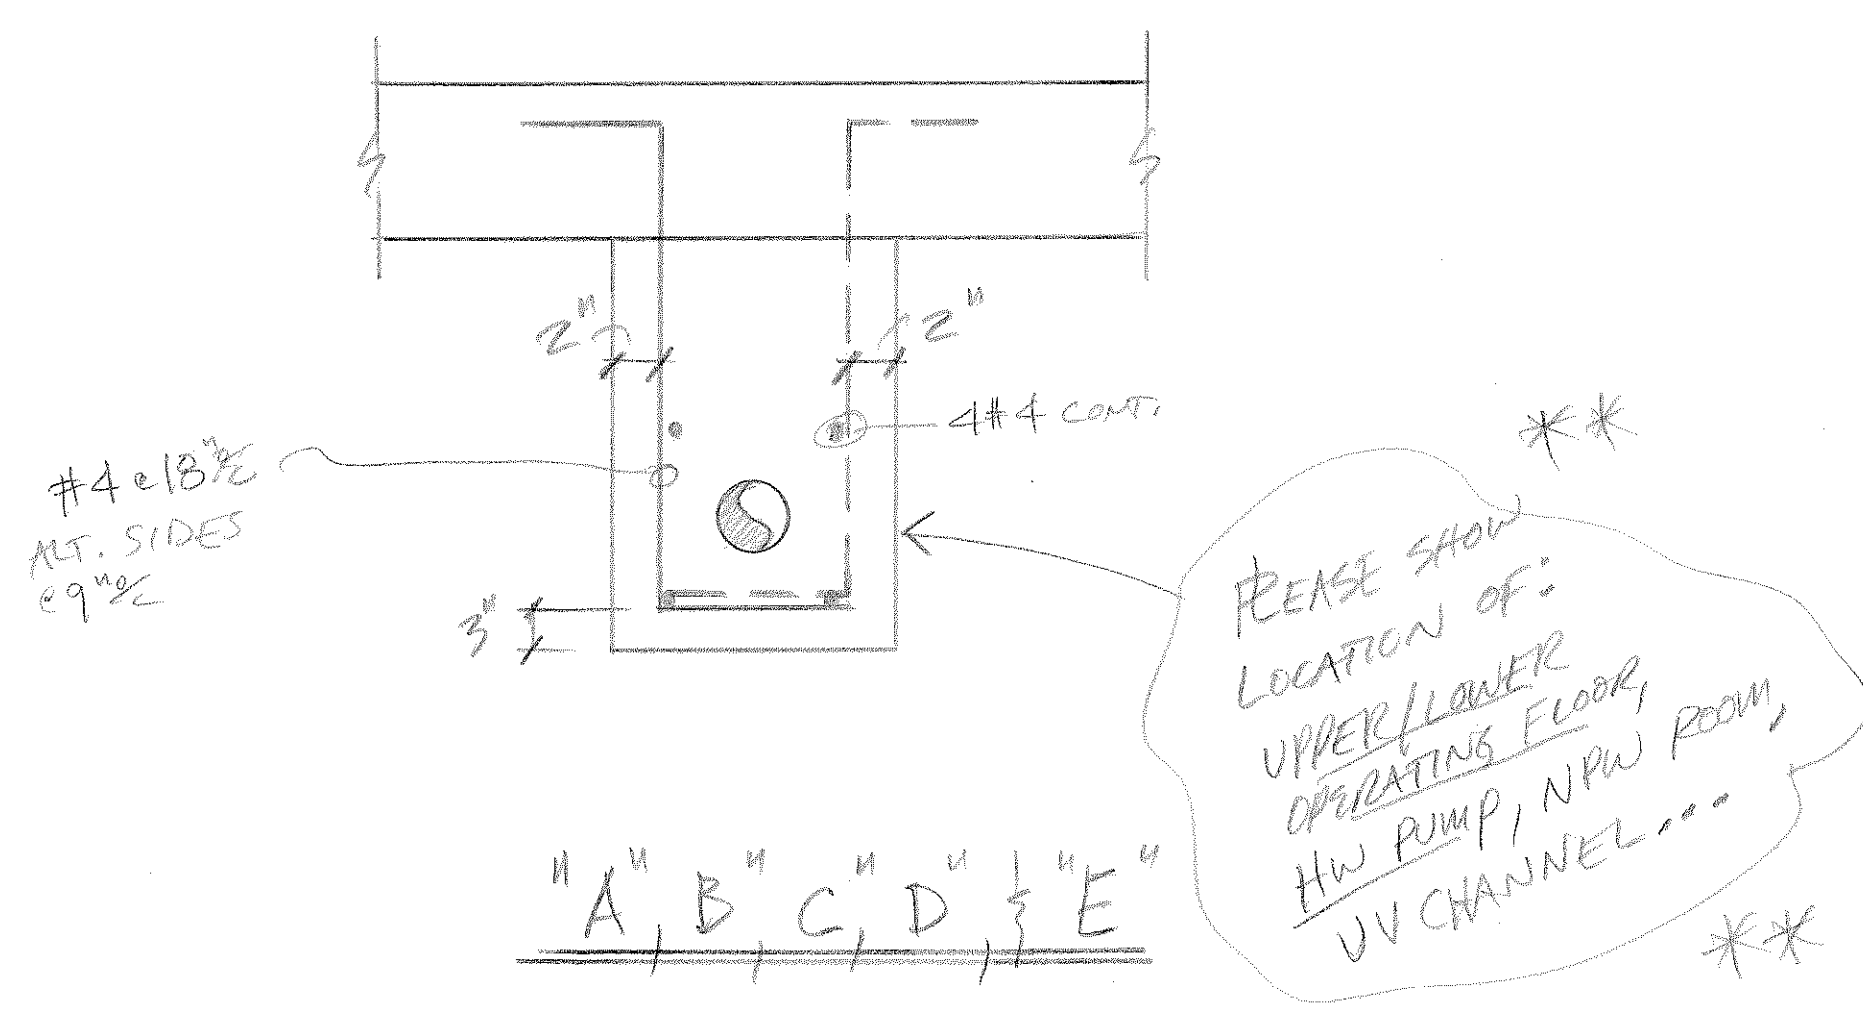 2"
2"
4#4 CONT.
#4@18"o/c
ALT. SIDES
@9"o/c
3"
**
PLEASE SHOW
LOCATION OF:
UPPER/LOWER
OPERATING FLOOR,
HW PUMP, NPW ROOM,
UV CHANNEL...
**
"A", B", C", D", & "E"